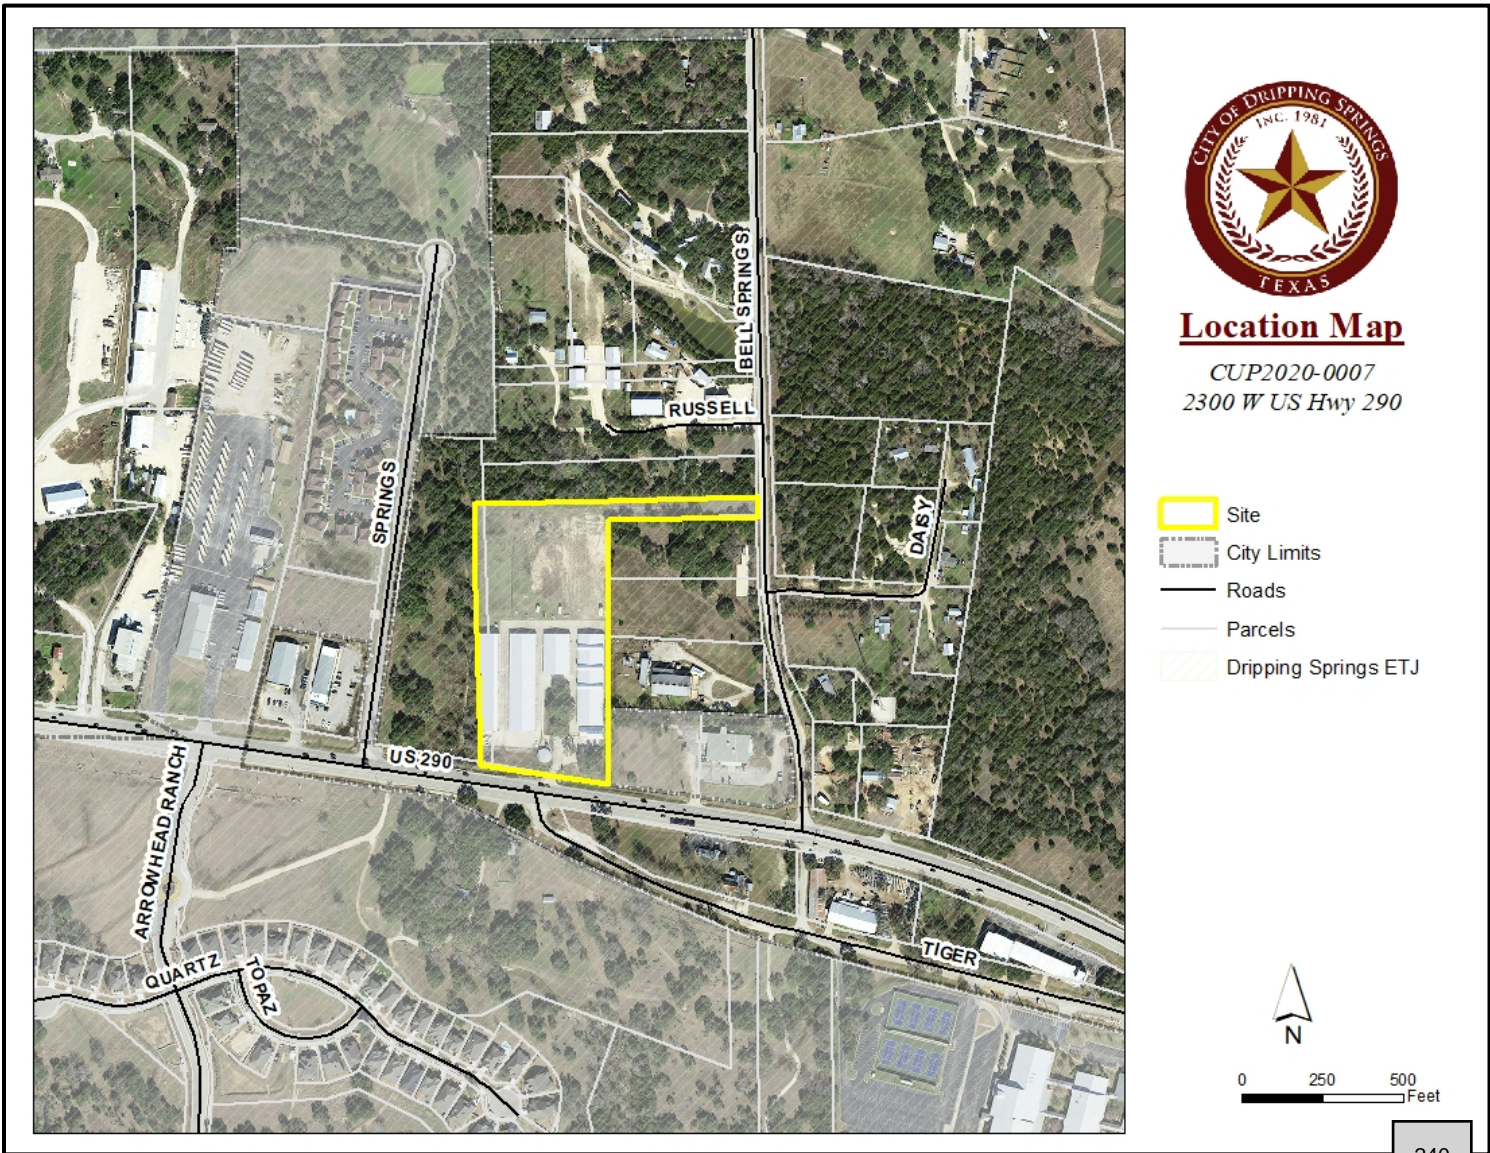 CITY OF DRIPPING SPRINGS
INC. 1981
TEXAS
Location Map
CUP2020-0007
2300 W US Hwy 290
Site
City Limits
Roads
Parcels
Dripping Springs ETJ
BELL SPRINGS
RUSSELL
SPRINGS
DAISY
US 290
ARROWHEAD RANCH
QUARTZ
TOPAZ
TIGER
N
0 250 500
Feet